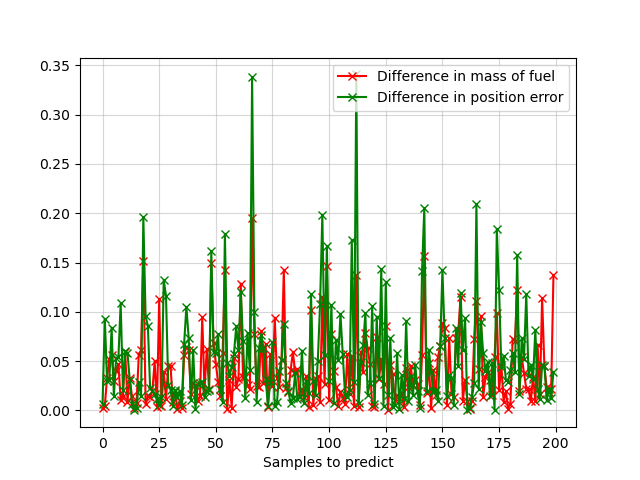 0.35
0.30
0.25
0.20
0.15
0.10
0.05
0.00
Difference in mass of fuel
Difference in position error
0 25 50 75 100 125 150 175 200
Samples to predict